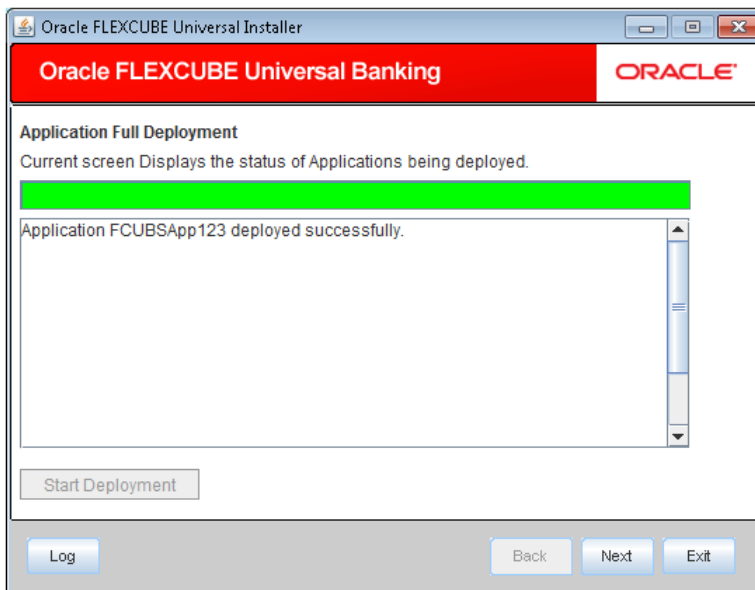 Oracle FLEXCUBE Universal Installer
Oracle FLEXCUBE Universal Banking
ORACLE
Application Full Deployment
Current screen Displays the status of Applications being deployed.
Application FCUBSApp123 deployed successfully.
Start Deployment
Log Back Next Exit